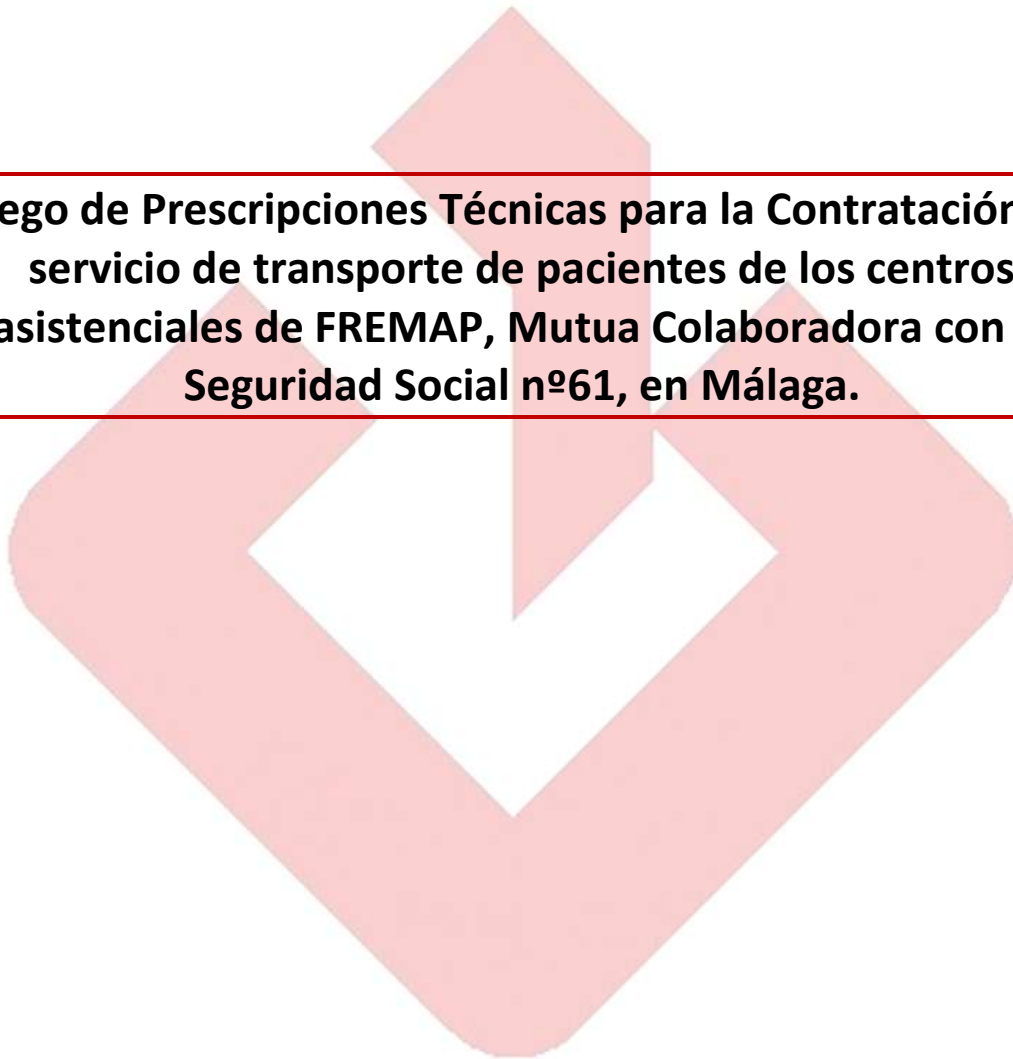 ego de Prescripciones Técnicas para la Contratación
servicio de transporte de pacientes de los centros
asistenciales de FREMAP, Mutua Colaboradora con
Seguridad Social nº61, en Málaga.